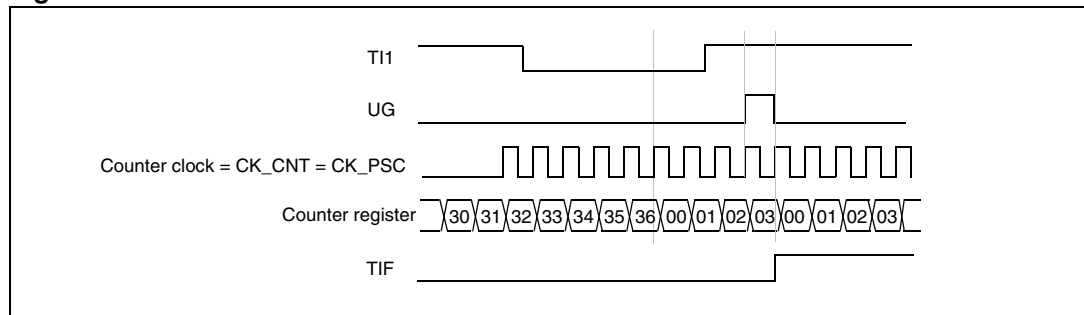 TI1
UG
Counter clock = CK_CNT = CK_PSC
Counter register 30 31 32 33 34 35 36 00 01 02 03 00 01 02 03
TIF